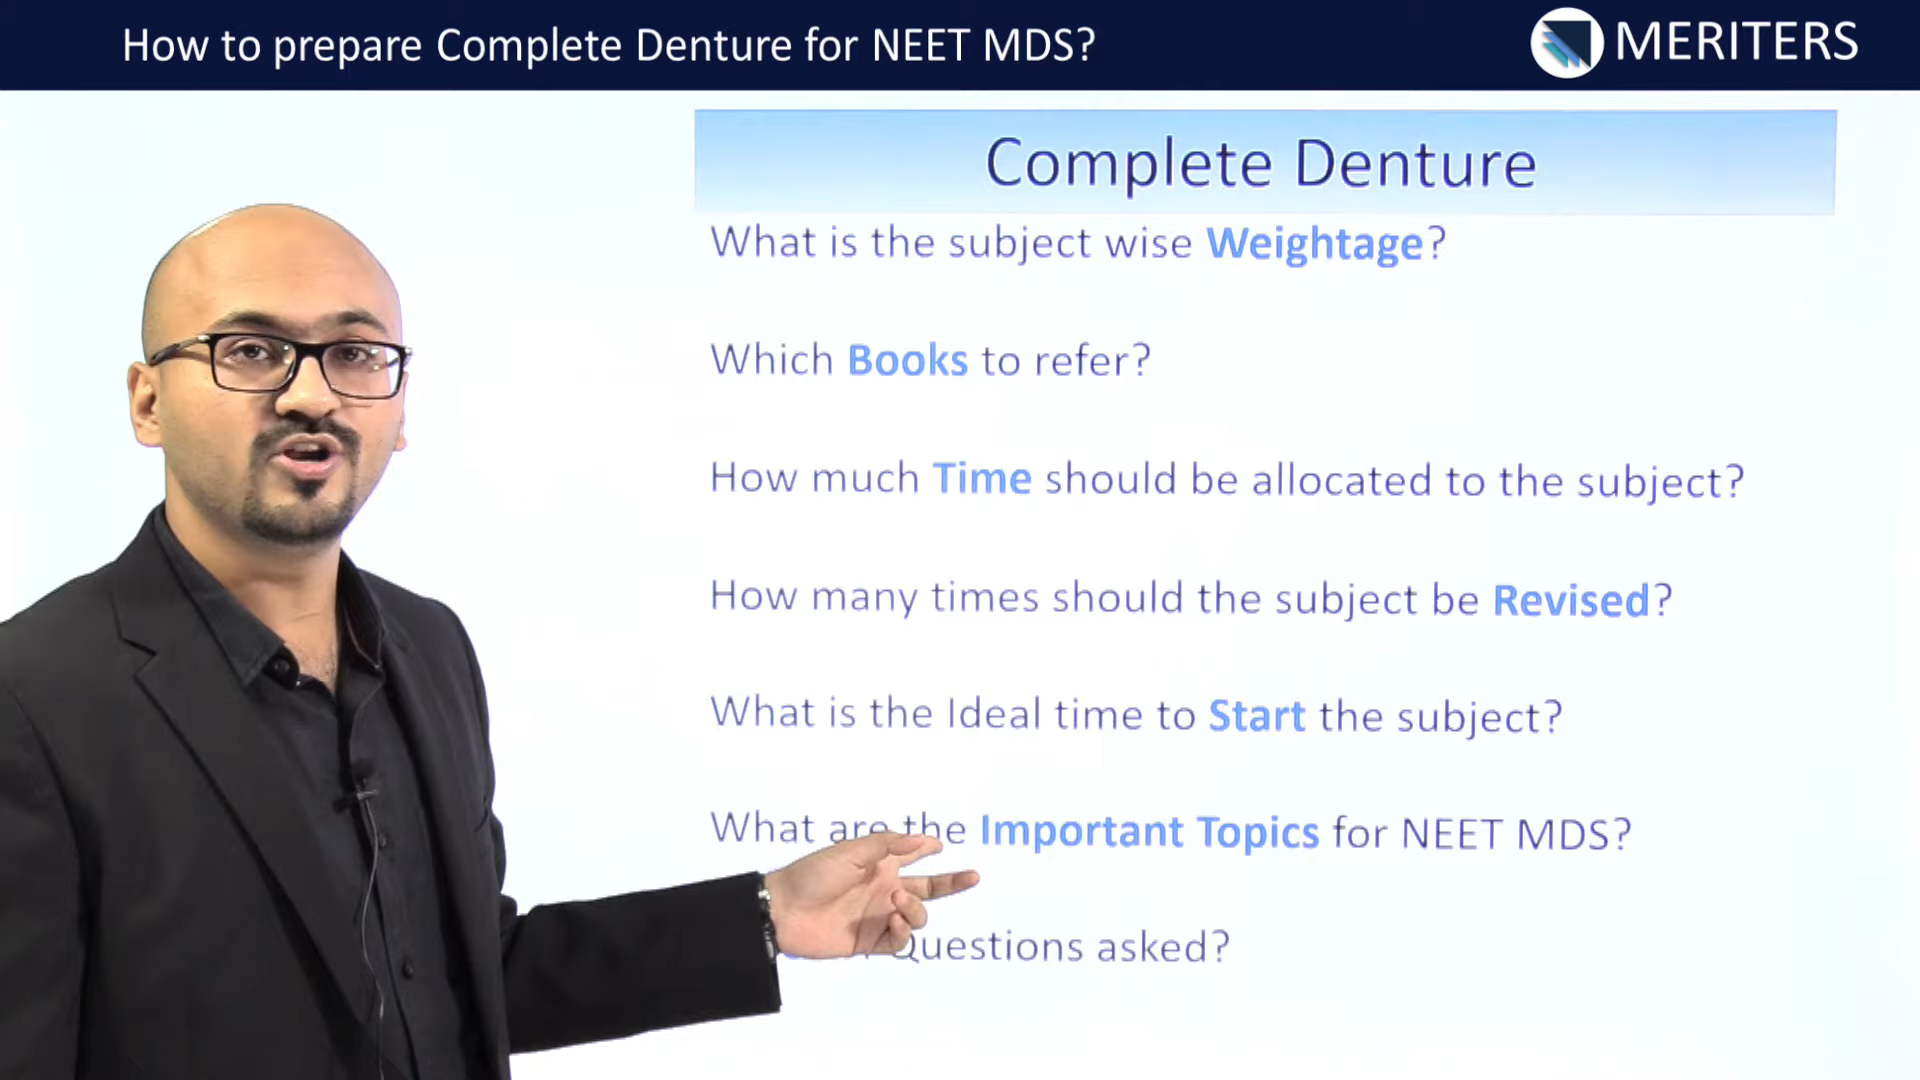 How to prepare Complete Denture for NEET MDS?
MERITERS
Complete Denture
What is the subject wise Weightage?
Which Books to refer?
How much Time should be allocated to the subject?
How many times should the subject be Revised?
What is the Ideal time to Start the subject?
What are the Important Topics for NEET MDS?
Questions asked?